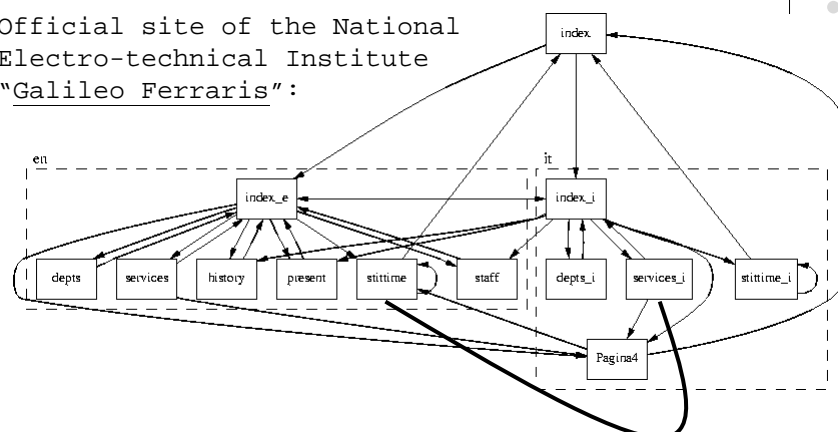 Official site of the National
Electro-technical Institute
“Galileo Ferraris”:
index
en
it
index_e
index_i
depts
services
history
present
stittime
staff
depts_i
services_i
stittime_i
Pagina4